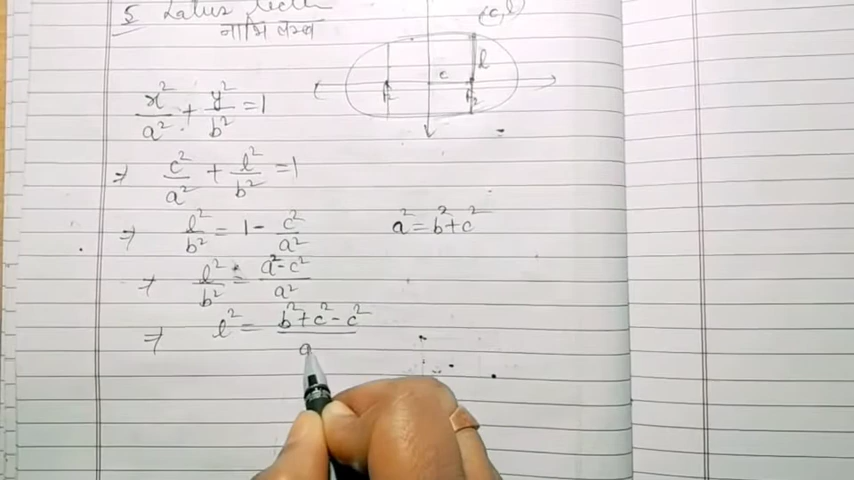 5 Latus Rectu
नाभि लम्ब
(c, l)
l
c
F2
x²/a² + y²/b² = 1
⇒ c²/a² + l²/b² = 1
⇒ l²/b² = 1 - c²/a² a² = b² + c²
⇒ l²/b² = a² - c²/a²
⇒ l² = b² + c² - c²/a